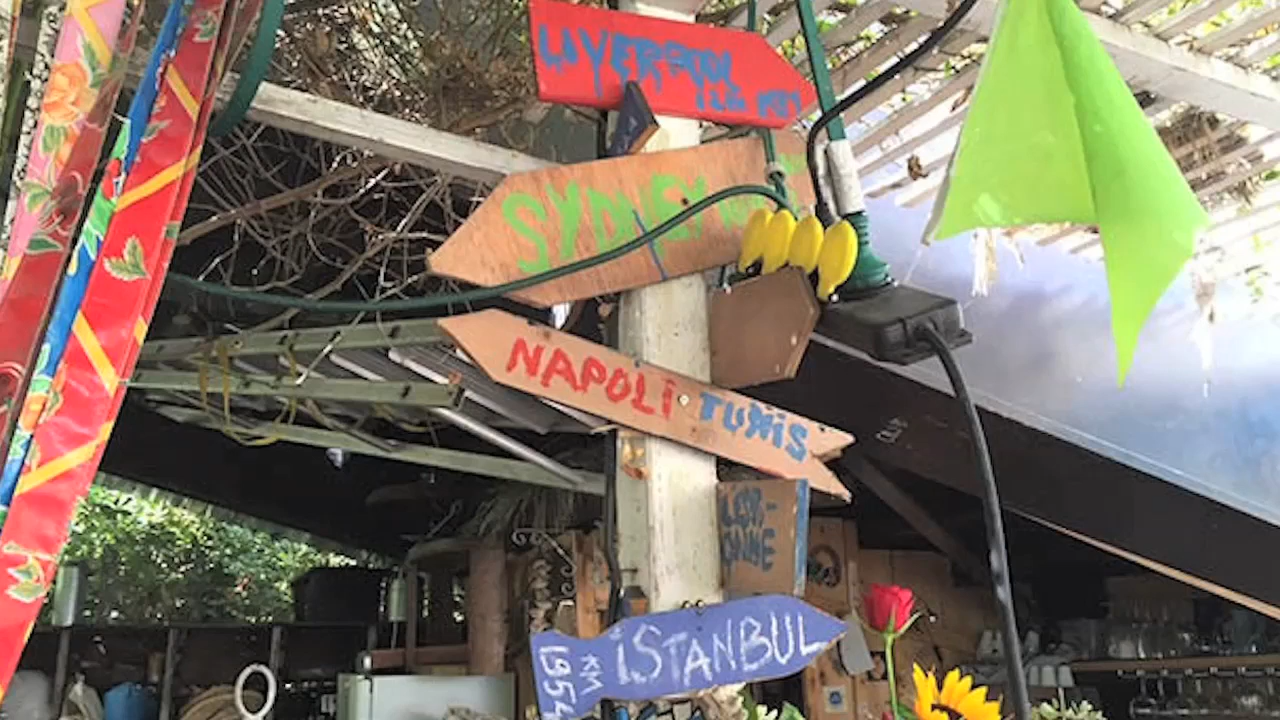 LIVERPOOL
SYDNEY
NAPOLi TUNiS
iSTANBUL
1954 KM